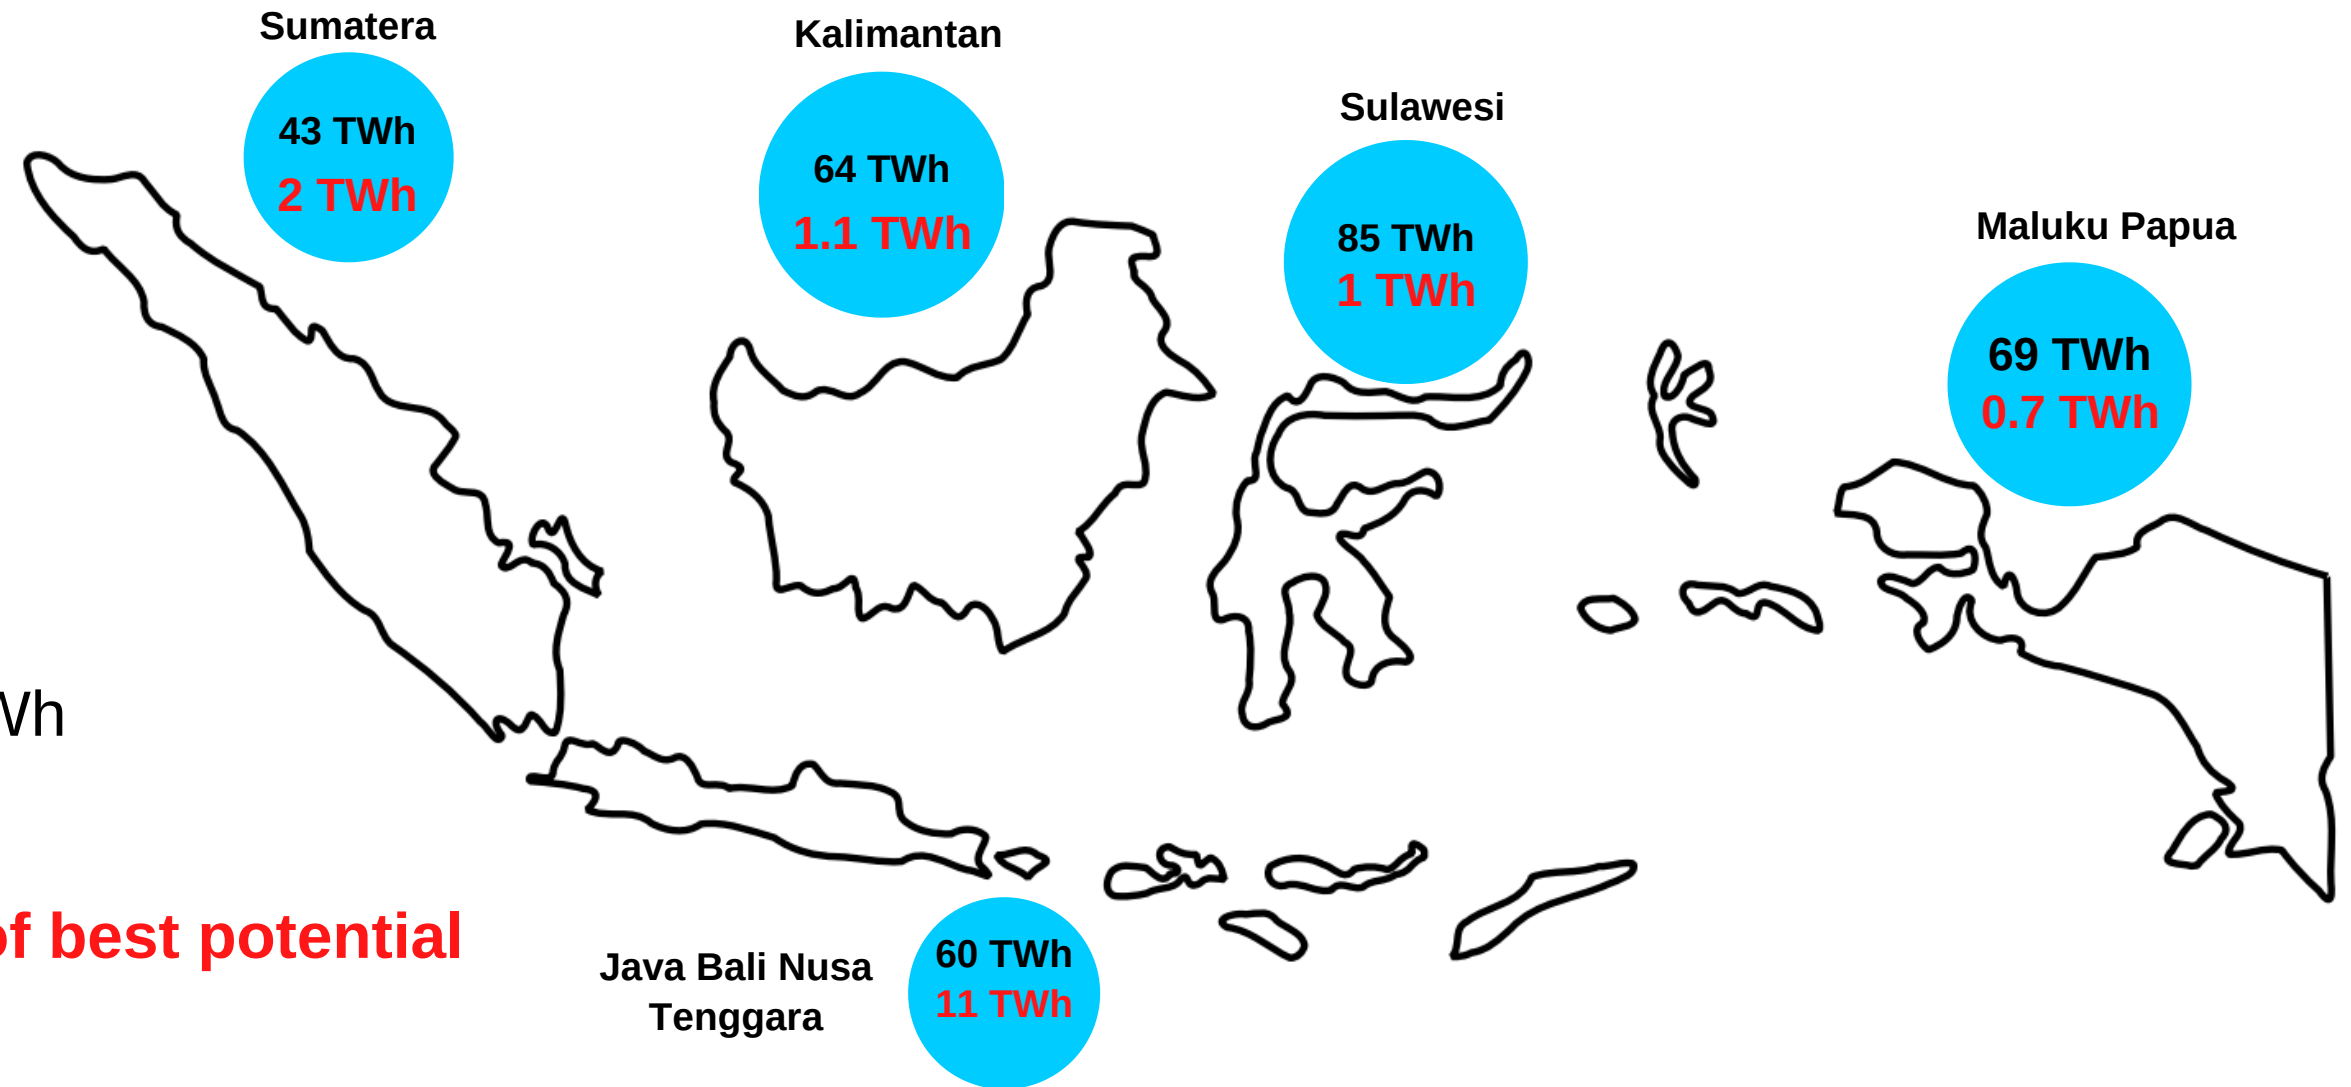 Sumatera
43 TWh
2 TWh
Kalimantan
64 TWh
1.1 TWh
Sulawesi
85 TWh
1 TWh
Maluku Papua
69 TWh
0.7 TWh
Wh
of best potential
Java Bali Nusa
Tenggara
60 TWh
11 TWh